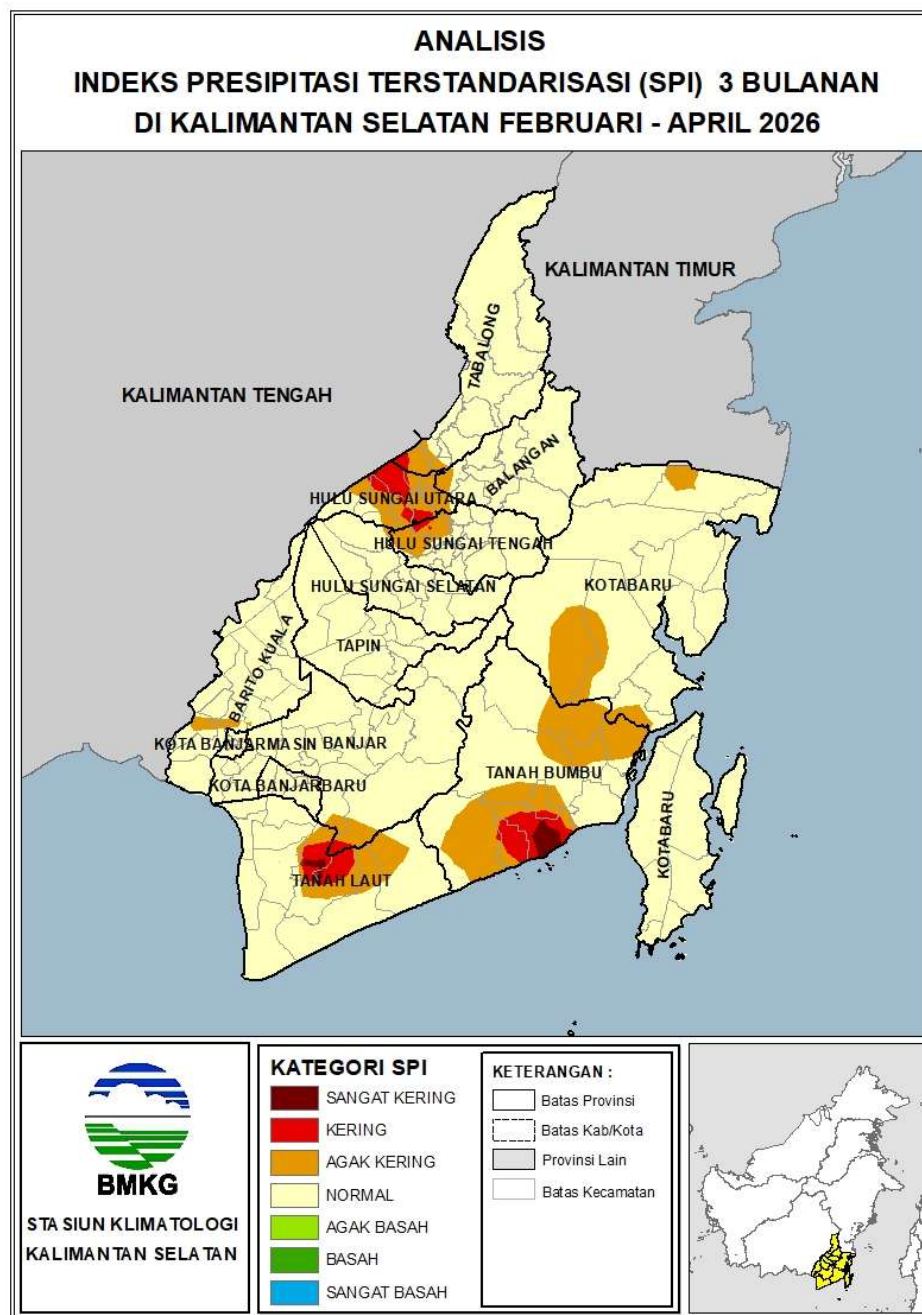 ANALISIS
INDEKS PRESIPITASI TERSTANDARISASI (SPI) 3 BULANAN
DI KALIMANTAN SELATAN FEBRUARI - APRIL 2026
KALIMANTAN TIMUR
TABALONG
KALIMANTAN TENGAH
BALANGAN
HULU SUNGAI UTARA
HULU SUNGAI TENGAH
HULU SUNGAI SELATAN
KOTABARU
TAPIN
BARITO KUALA
KOTA BANJARMASIN
BANJAR
KOTA BANJARBARU
TANAH BUMBU
KOTABARU
TANAH LAUT
BMKG
STASIUN KLIMATOLOGI
KALIMANTAN SELATAN
KATEGORI SPI
SANGAT KERING
KERING
AGAK KERING
NORMAL
AGAK BASAH
BASAH
SANGAT BASAH
KETERANGAN :
Batas Provinsi
Batas Kab/Kota
Provinsi Lain
Batas Kecamatan